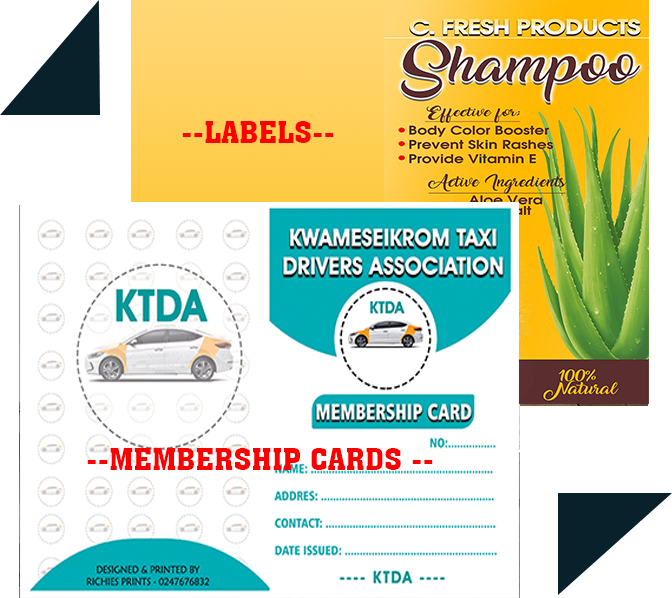 C. FRESH PRODUCTS
Shampoo
--LABELS--
Effective for:
• Body Color Booster
• Prevent Skin Rashes
• Provide Vitamin E
Active Ingredients
Aloe Vera
100%
Natural
KWAMESEIKROM TAXI
DRIVERS ASSOCIATION
KTDA
KTDA
MEMBERSHIP CARD
NO:................
--MEMBERSHIP CARDS --
NAME: ................................................
ADDRES: ................................................
CONTACT: ................................................
DATE ISSUED: ................................................
---- KTDA ----
DESIGNED & PRINTED BY
RICHIES PRINTS - 0247676832